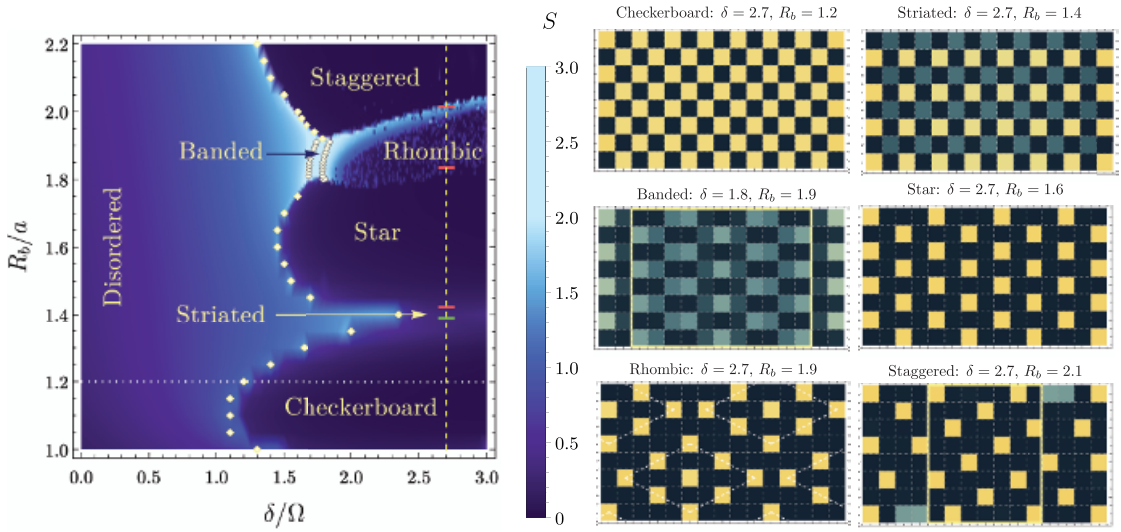 S
Checkerboard: δ = 2.7, R_b = 1.2
Striated: δ = 2.7, R_b = 1.4
Banded: δ = 1.8, R_b = 1.9
Star: δ = 2.7, R_b = 1.6
Rhombic: δ = 2.7, R_b = 1.9
Staggered: δ = 2.7, R_b = 2.1
R_b/a
2.2
2.0
1.8
1.6
1.4
1.2
1.0
0.0
0.5
1.0
1.5
2.0
2.5
3.0
δ/Ω
Disordered
Staggered
Banded
Rhombic
Star
Striated
Checkerboard
3.0
2.5
2.0
1.5
1.0
0.5
0